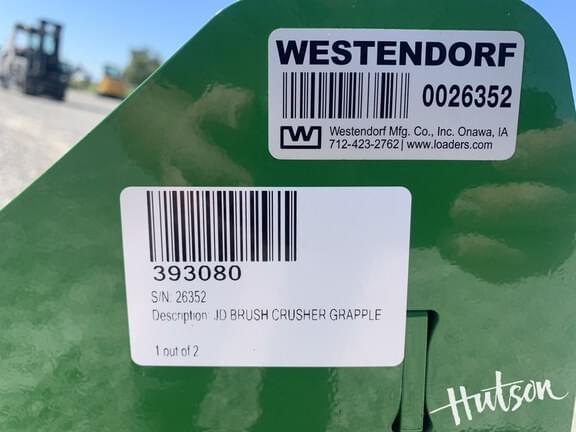 WESTENDORF
0026352
W
Westendorf Mfg. Co., Inc. Onawa, IA
712-423-2762 | www.loaders.com
393080
S/N: 26352
Description: JD BRUSH CRUSHER GRAPPLE
1 out of 2
Hutson